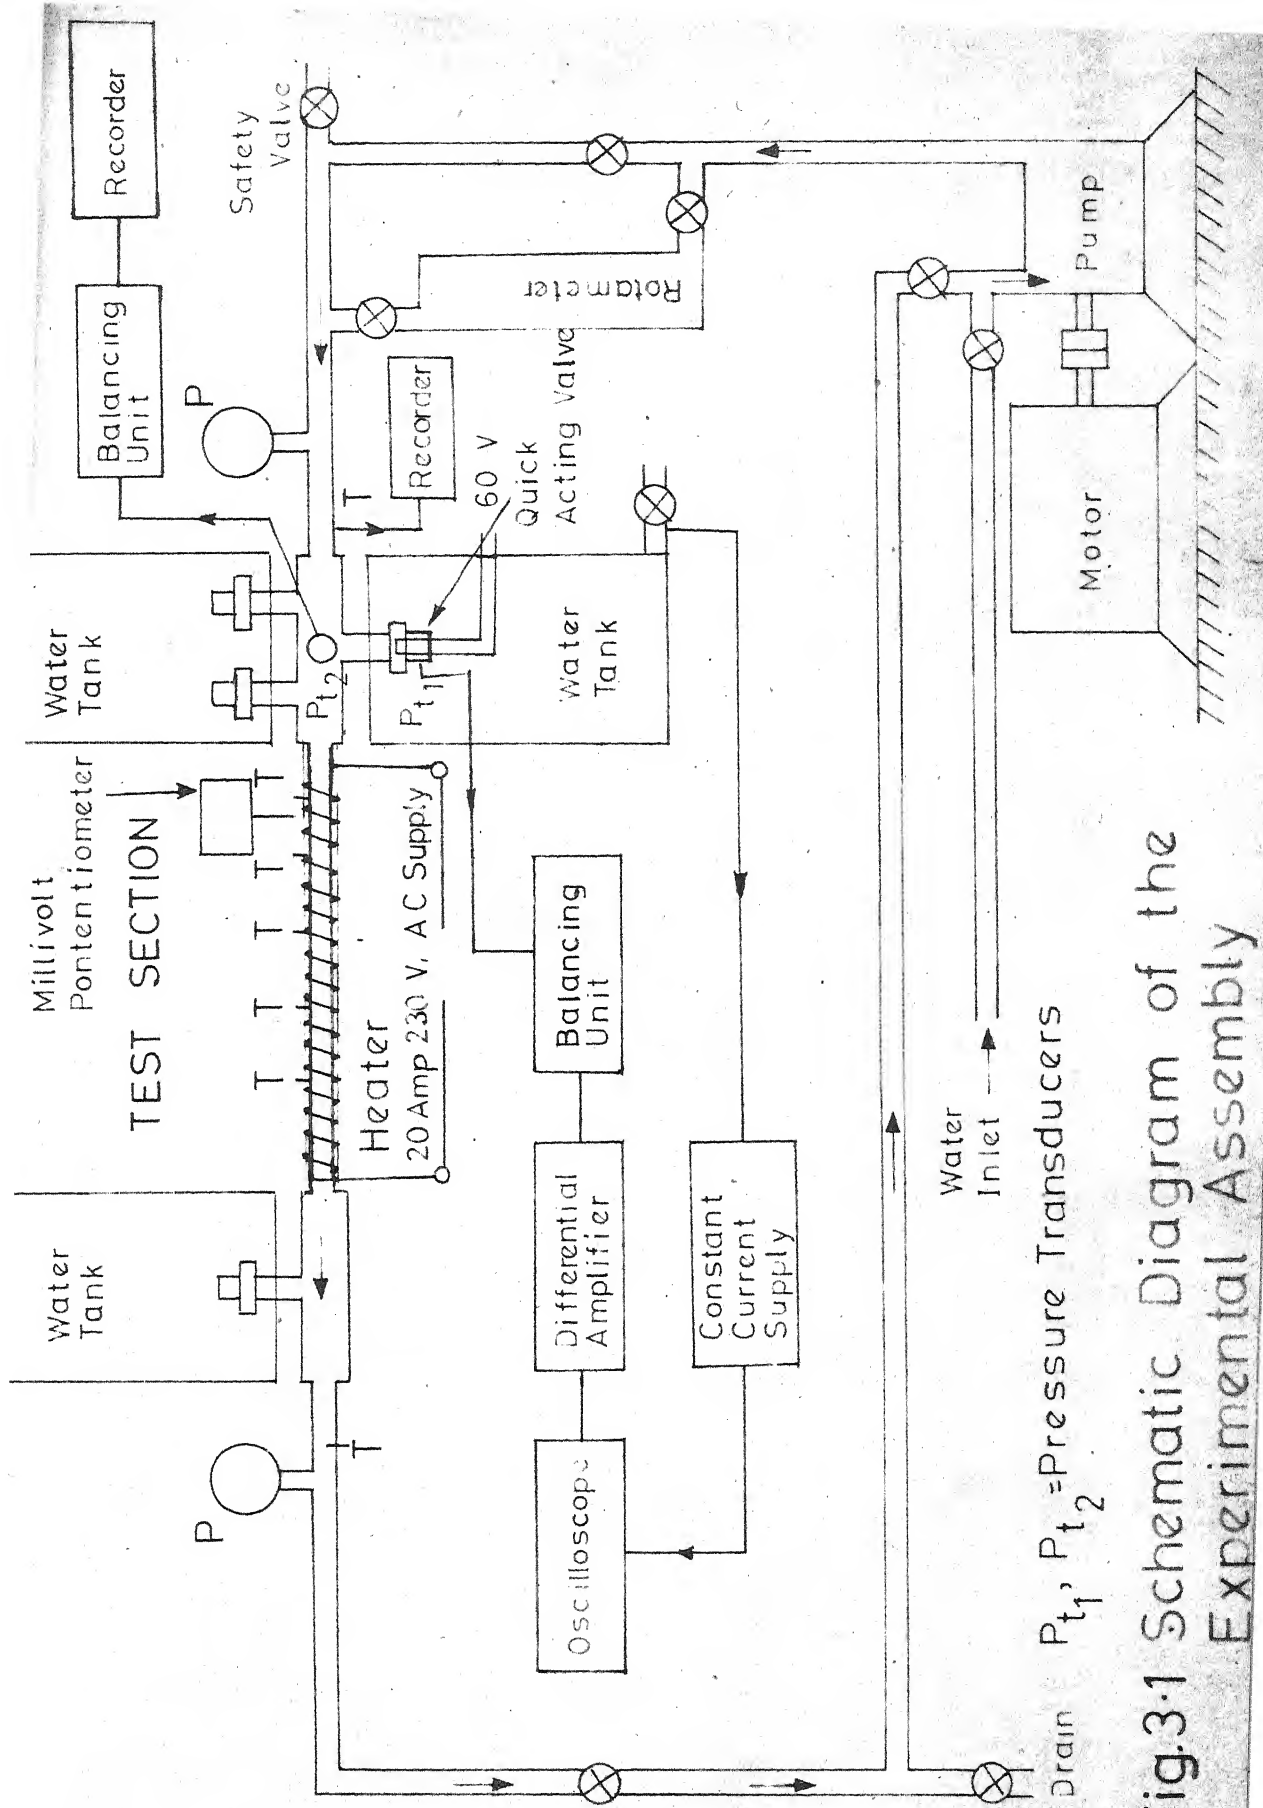 Recorder
Balancing
Unit
Safety
Valve
P
Water
Tank
Millivolt
Pontentiometer
TEST SECTION
Water
Tank
P
T
T
T
T
T
T
T
Pt2
Pt1
Recorder
60 V
Quick
Acting Valve
Rotameter
Water
Tank
Heater
20 Amp 230 V, AC Supply
Balancing
Unit
Differential
Amplifier
Oscilloscope
Constant
Current
Supply
Pump
Motor
Water
Inlet
Drain
Pt1, Pt2 =Pressure Transducers
Fig.3·1 Schematic Diagram of the
Experimental Assembly